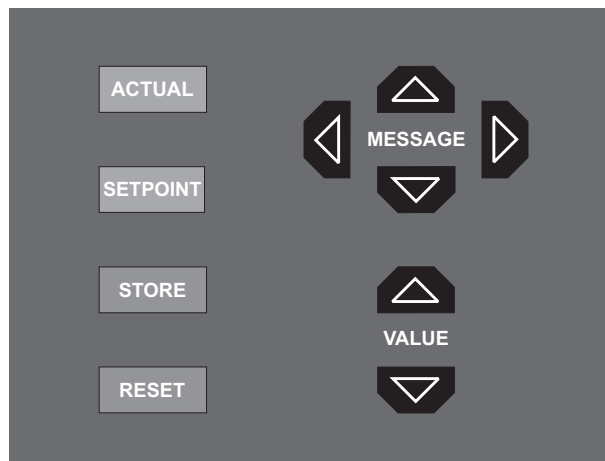 ACTUAL
MESSAGE
SETPOINT
STORE
VALUE
RESET